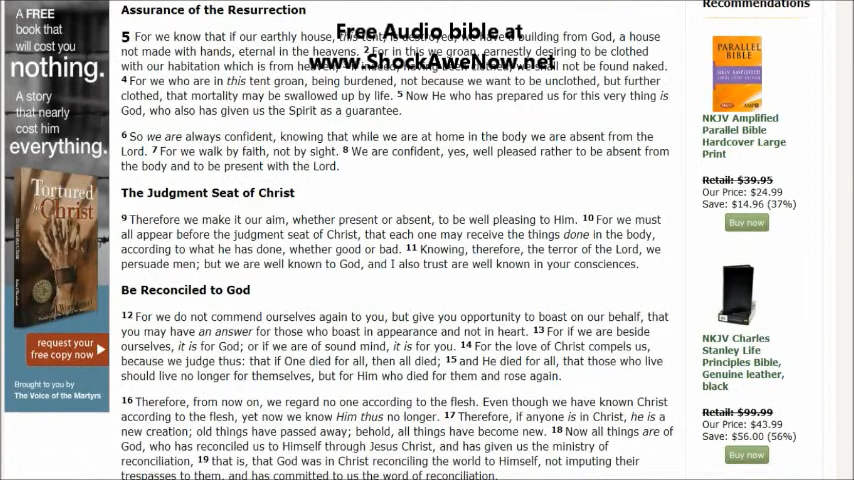 A FREE
book that
will cost you
nothing.
A story
that nearly
cost him
everything.
Tortured
for Christ
request your
free copy now
Brought to you by
The Voice of the Martyrs
Assurance of the Resurrection
Free Audio bible at
www.ShockAweNow.net
5 For we know that if our earthly house, this tent, is destroyed, we have a building from God, a house
not made with hands, eternal in the heavens. 2 For in this we groan, earnestly desiring to be clothed
with our habitation which is from shall not be found naked.
4 For we who are in this tent groan, being burdened, not because we want to be unclothed, but further
clothed, that mortality may be swallowed up by life. 5 Now He who has prepared us for this very thing is
God, who also has given us the Spirit as a guarantee.
6 So we are always confident, knowing that while we are at home in the body we are absent from the
Lord. 7 For we walk by faith, not by sight. 8 We are confident, yes, well pleased rather to be absent from
the body and to be present with the Lord.
The Judgment Seat of Christ
9 Therefore we make it our aim, whether present or absent, to be well pleasing to Him. 10 For we must
all appear before the judgment seat of Christ, that each one may receive the things done in the body,
according to what he has done, whether good or bad. 11 Knowing, therefore, the terror of the Lord, we
persuade men; but we are well known to God, and I also trust are well known in your consciences.
Be Reconciled to God
12 For we do not commend ourselves again to you, but give you opportunity to boast on our behalf, that
you may have an answer for those who boast in appearance and not in heart. 13 For if we are beside
ourselves, it is for God; or if we are of sound mind, it is for you. 14 For the love of Christ compels us,
because we judge thus: that if One died for all, then all died; 15 and He died for all, that those who live
should live no longer for themselves, but for Him who died for them and rose again.
16 Therefore, from now on, we regard no one according to the flesh. Even though we have known Christ
according to the flesh, yet now we know Him thus no longer. 17 Therefore, if anyone is in Christ, he is a
new creation; old things have passed away; behold, all things have become new. 18 Now all things are of
God, who has reconciled us to Himself through Jesus Christ, and has given us the ministry of
reconciliation, 19 that is, that God was in Christ reconciling the world to Himself, not imputing their
trespasses to them, and has committed to us the word of reconciliation.
Recommendations
PARALLEL
BIBLE
NKJV Amplified
Parallel Bible
Hardcover Large
Print
Retail: $39.95
Our Price: $24.99
Save: $14.96 (37%)
Buy now
NKJV Charles
Stanley Life
Principles Bible,
Genuine leather,
black
Retail: $99.99
Our Price: $43.99
Save: $56.00 (56%)
Buy now